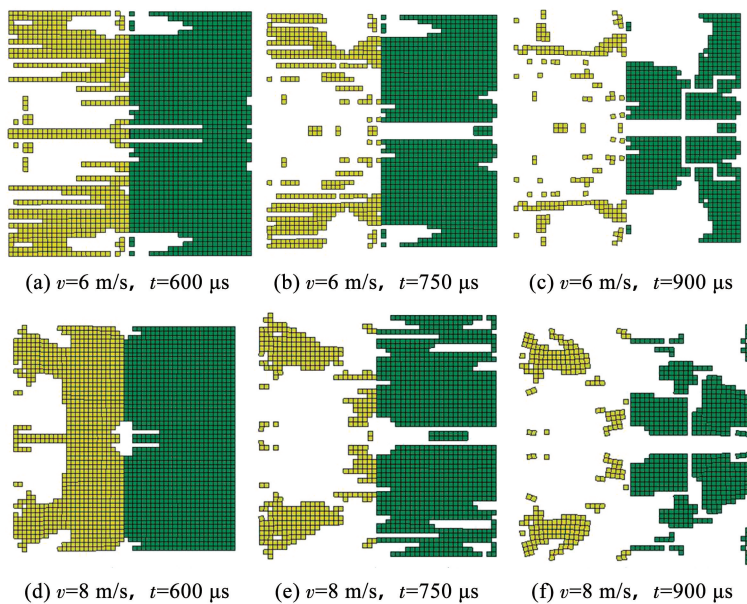 (a) v=6 m/s，t=600 μs
(b) v=6 m/s，t=750 μs
(c) v=6 m/s，t=900 μs
(d) v=8 m/s，t=600 μs
(e) v=8 m/s，t=750 μs
(f) v=8 m/s，t=900 μs